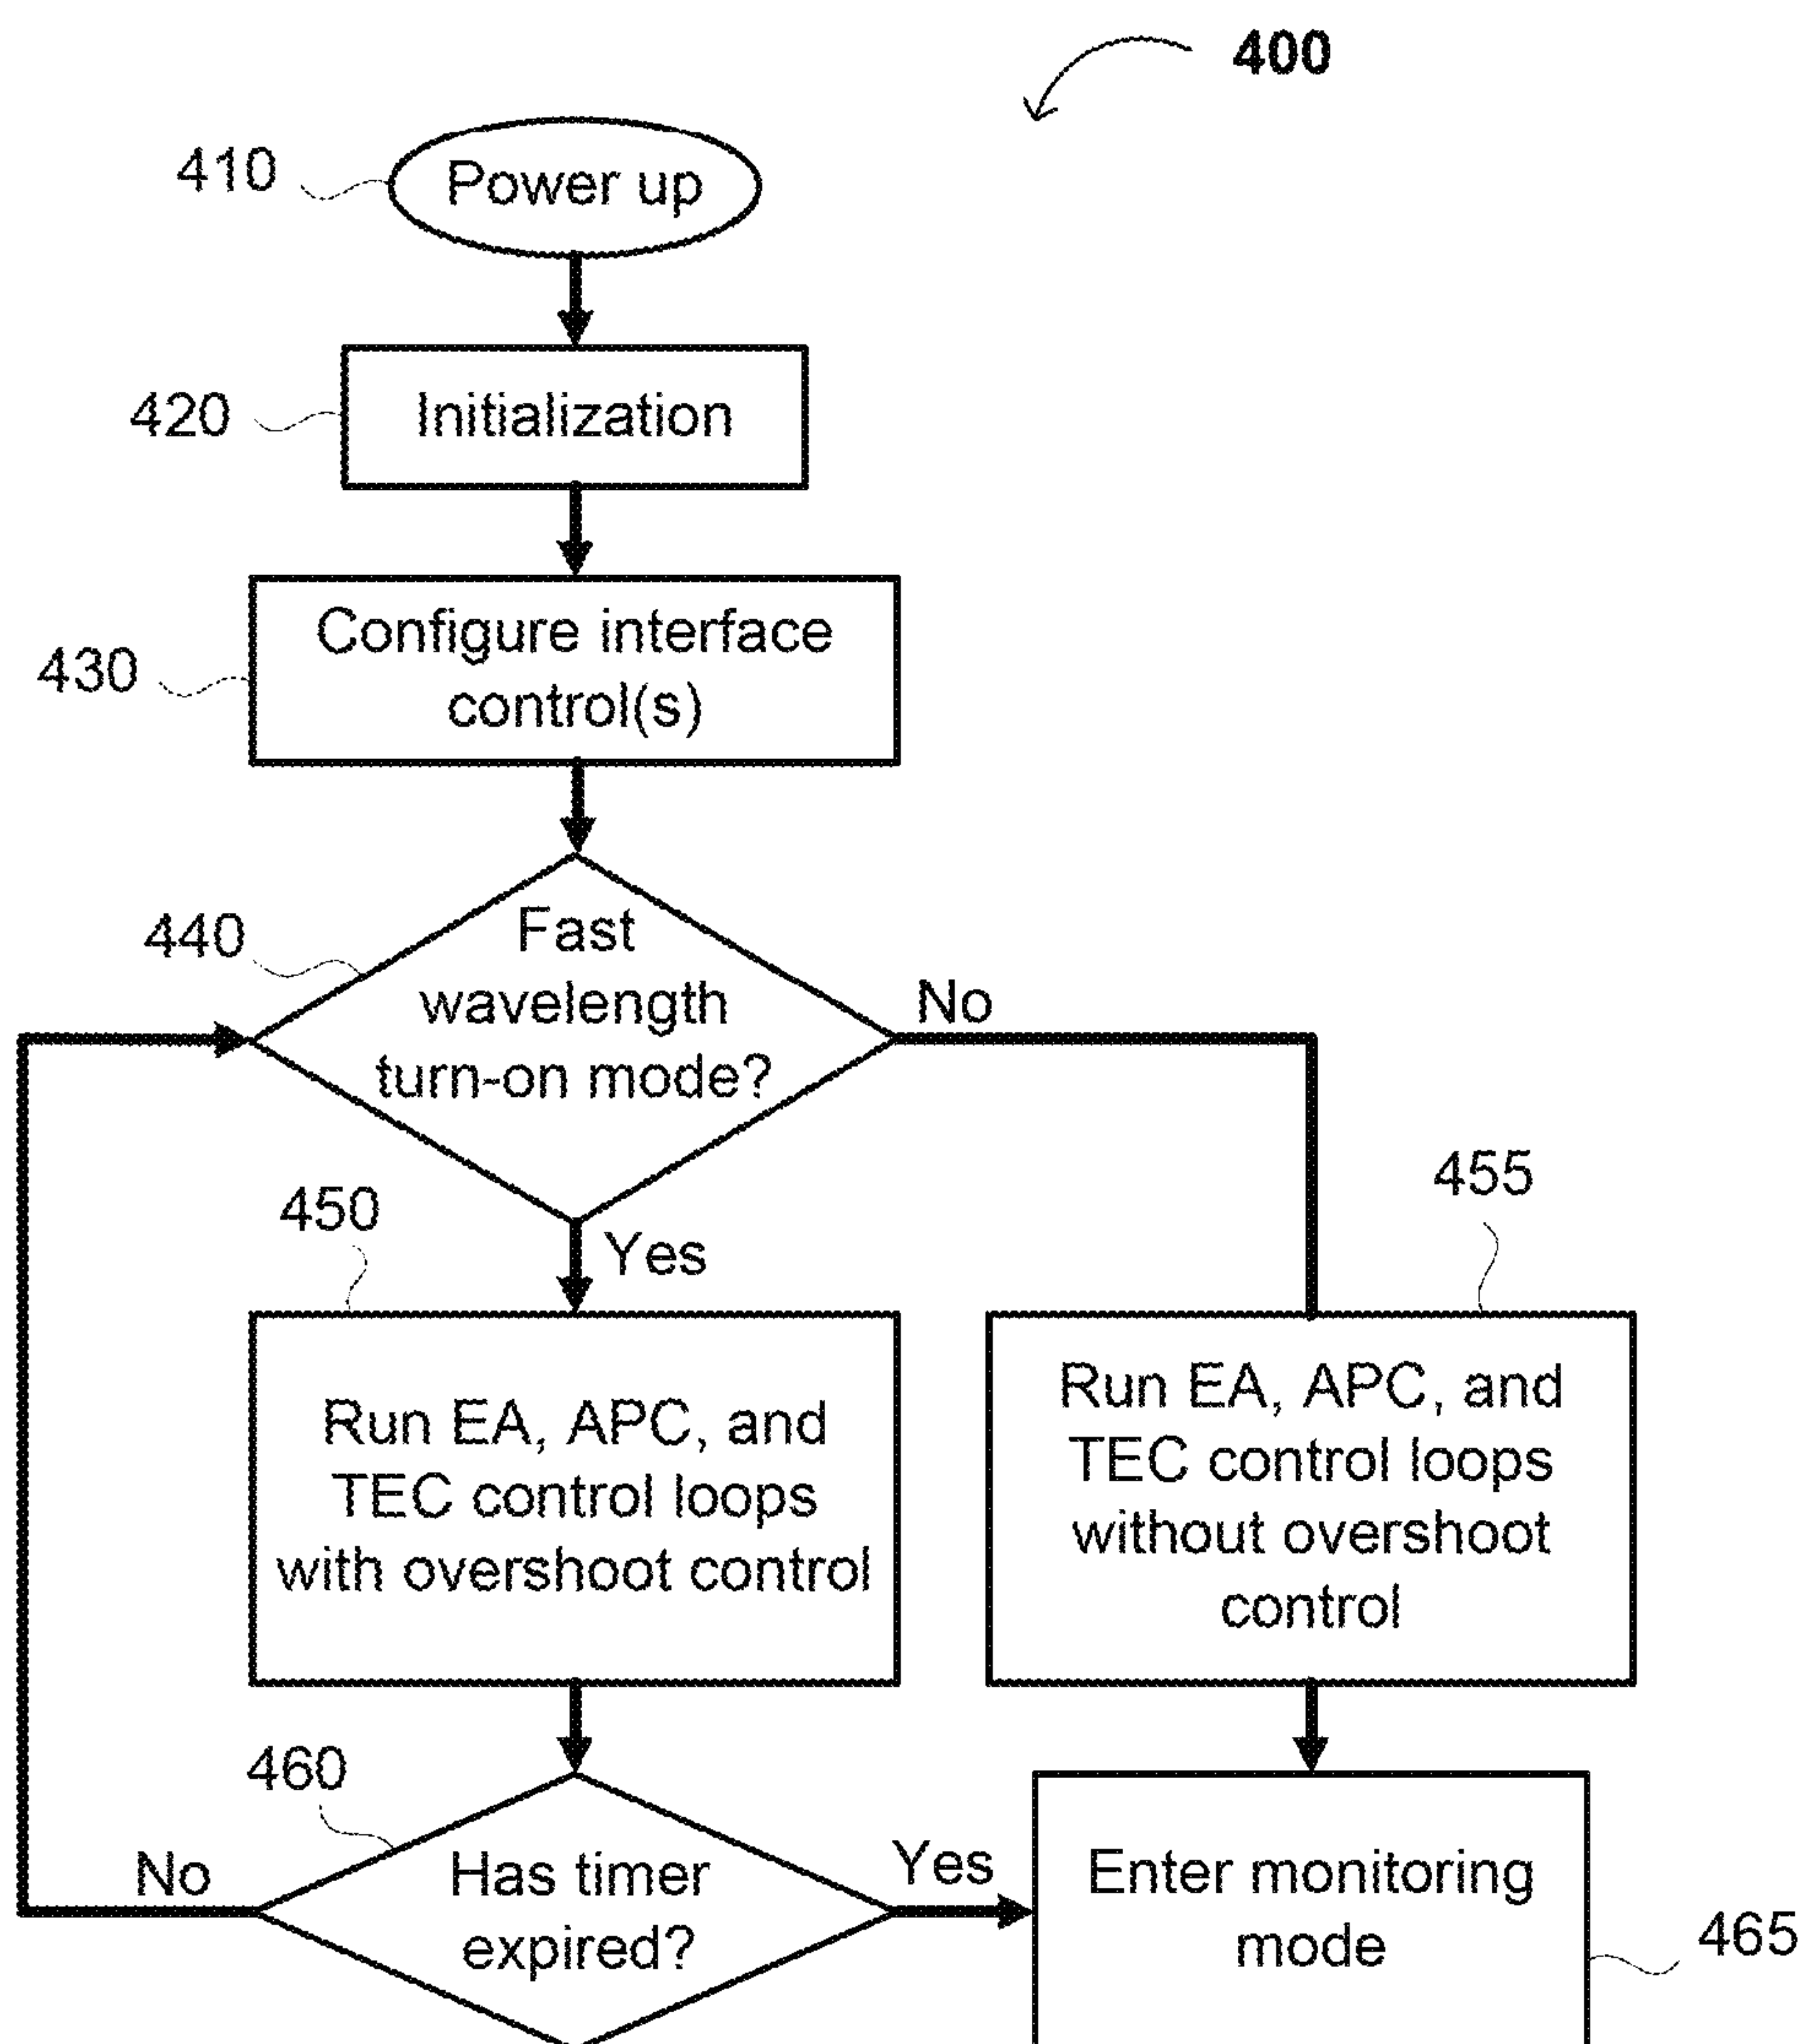 400
410
Power up
420
Initialization
430
Configure interface
control(s)
440
Fast
wavelength
turn-on mode?
No
450
Yes
455
Run EA, APC, and
TEC control loops
with overshoot control
Run EA, APC, and
TEC control loops
without overshoot
control
460
No
Has timer
expired?
Yes
Enter monitoring
mode
465